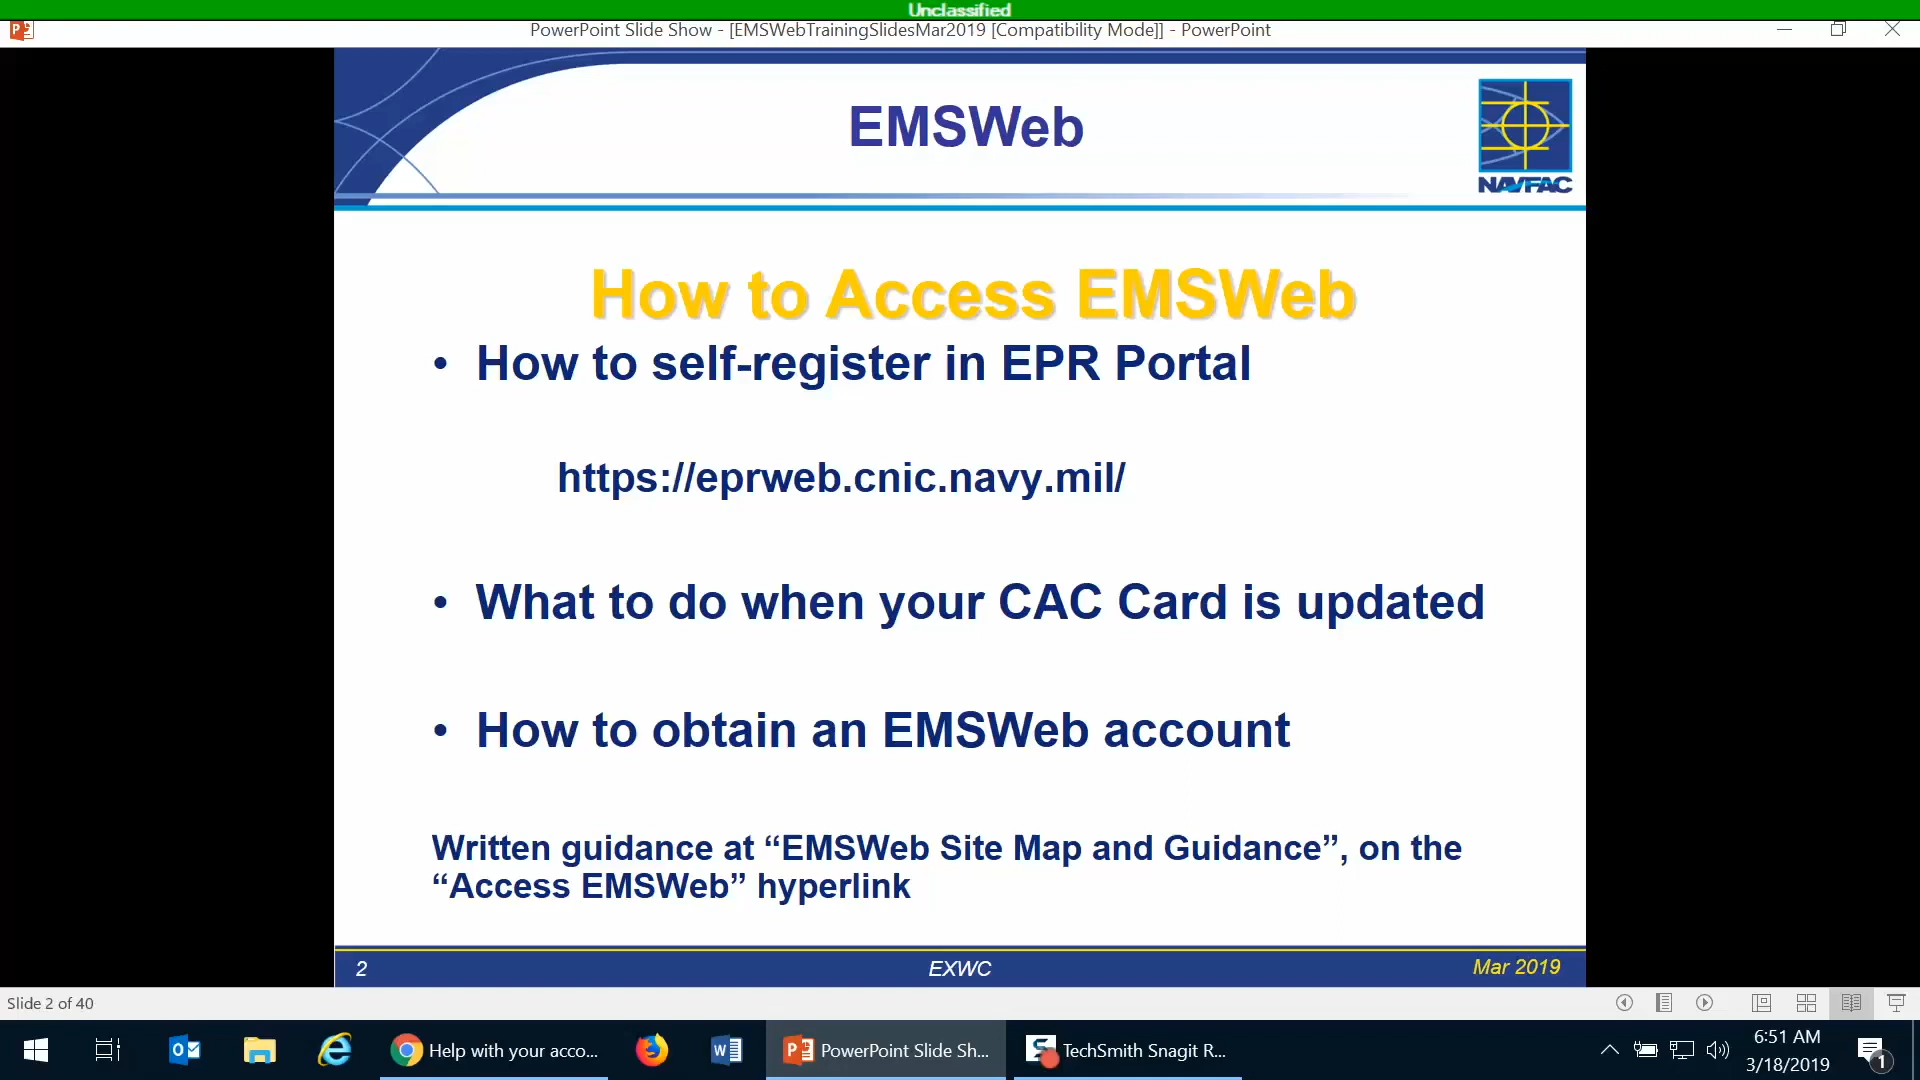 Unclassified
PowerPoint Slide Show - [EMSWebTrainingSlidesMar2019 [Compatibility Mode]] - PowerPoint
EMSWeb
NAVFAC
How to Access EMSWeb
• How to self-register in EPR Portal
https://eprweb.cnic.navy.mil/
• What to do when your CAC Card is updated
• How to obtain an EMSWeb account
Written guidance at “EMSWeb Site Map and Guidance”, on the
“Access EMSWeb” hyperlink
2 EXWC Mar 2019
Slide 2 of 40
Help with your acco...
PowerPoint Slide Sh...
TechSmith Snagit R...
6:51 AM
3/18/2019
1